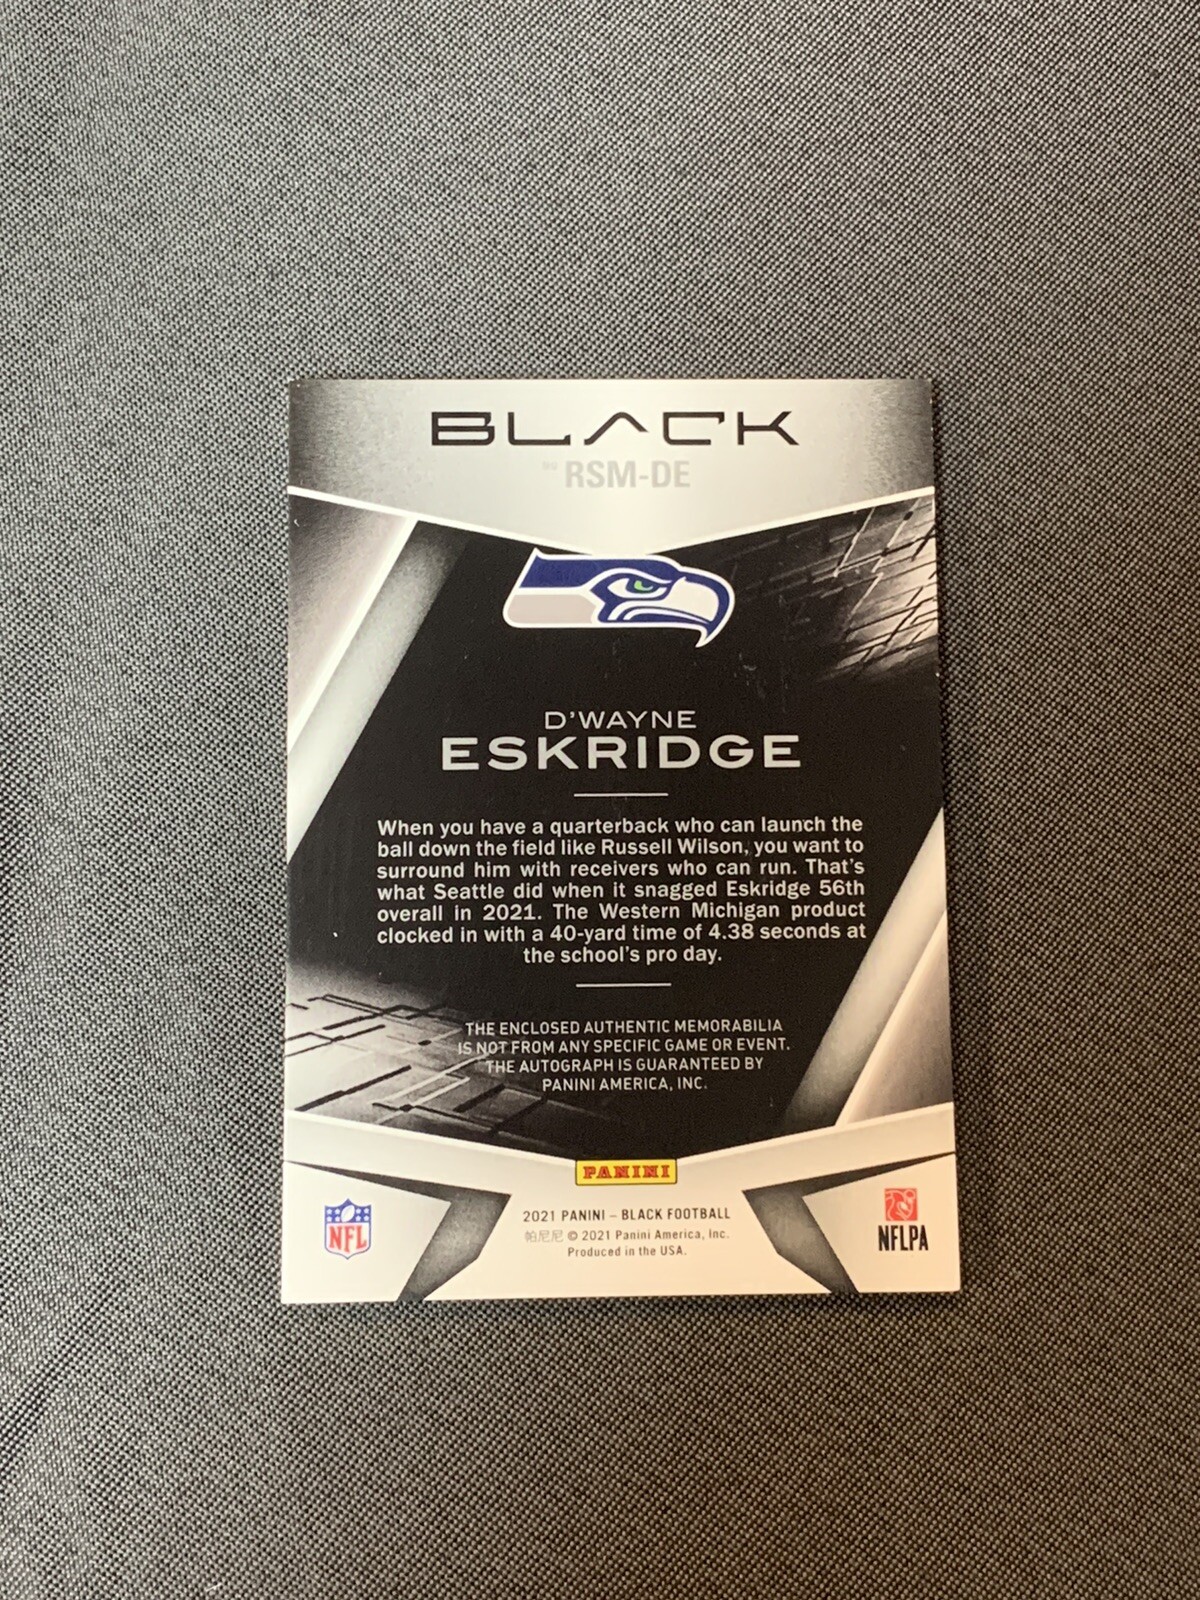 BLACK
NO RSM-DE
D'WAYNE
ESKRIDGE
When you have a quarterback who can launch the
ball down the field like Russell Wilson, you want to
surround him with receivers who can run. That's
what Seattle did when it snagged Eskridge 56th
overall in 2021. The Western Michigan product
clocked in with a 40-yard time of 4.38 seconds at
the school's pro day.
THE ENCLOSED AUTHENTIC MEMORABILIA
IS NOT FROM ANY SPECIFIC GAME OR EVENT.
THE AUTOGRAPH IS GUARANTEED BY
PANINI AMERICA, INC.
PANINI
2021 PANINI – BLACK FOOTBALL
帕尼尼 © 2021 Panini America, Inc.
Produced in the USA.
NFL
NFLPA